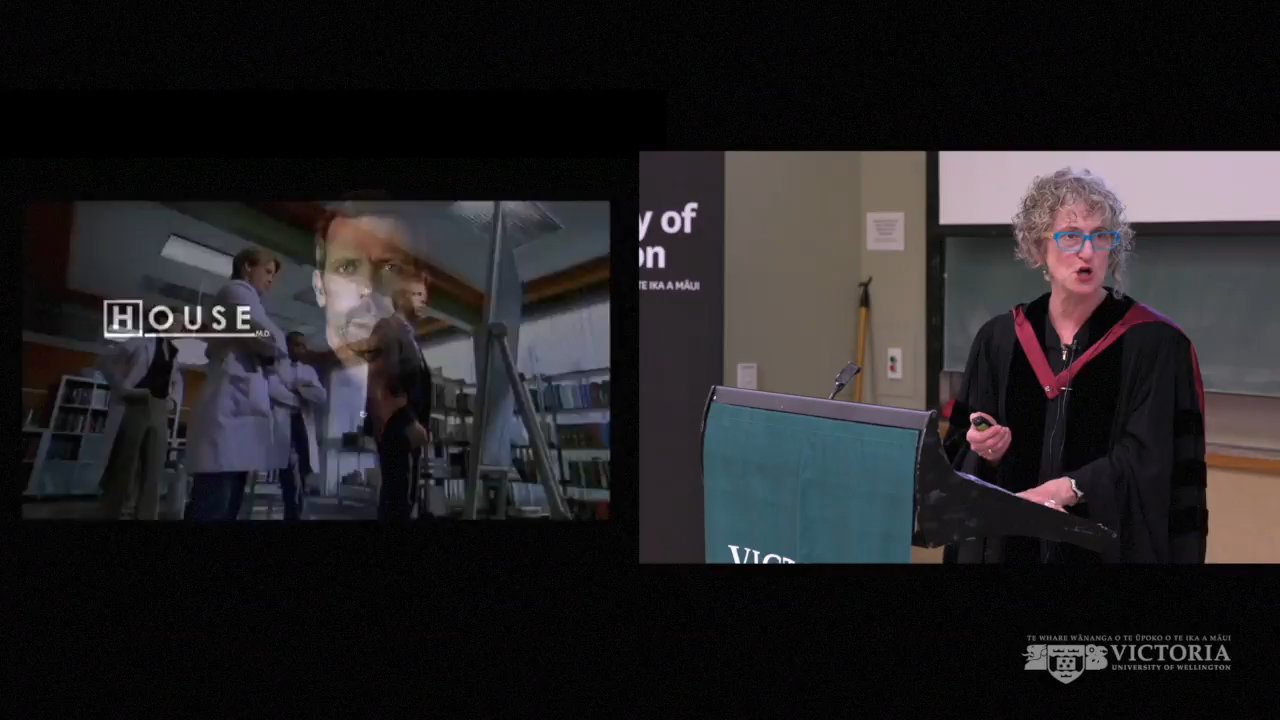 HOUSE M.D.
y of
on
TE IKA A MĀUI
VICT
TE WHARE WĀNANGA O TE ŪPOKO O TE IKA A MĀUI
VICTORIA
UNIVERSITY OF WELLINGTON